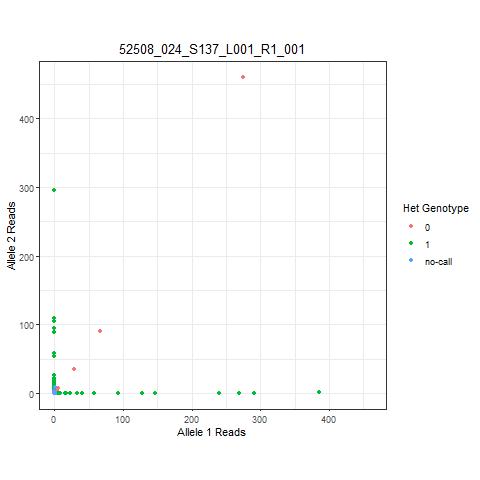 52508_024_S137_L001_R1_001
Allele 2 Reads
400
300
200
100
0
0 100 200 300 400
Allele 1 Reads
Het Genotype
0
1
no-call